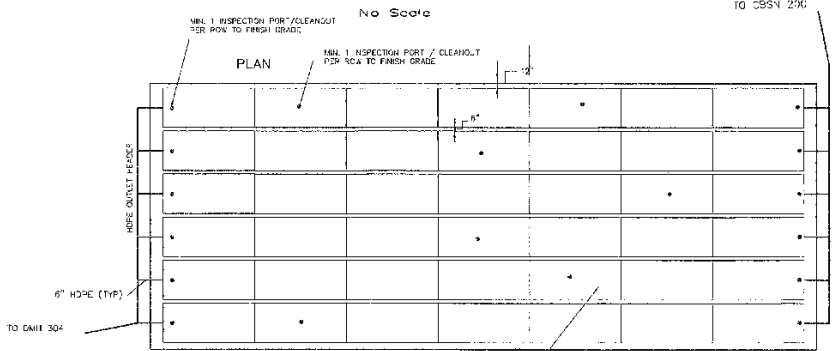 No Scale
TO CBSN 200
MIN. 1 INSPECTION PORT/CLEANOUT
PER ROW TO FINISH GRADE
MIN. 1 INSPECTION PORT / CLEANOUT
PER ROW TO FINISH GRADE
PLAN
12"
6"
HDPE OUTLET HEADER
6" HDPE (TYP)
TO DMH 304